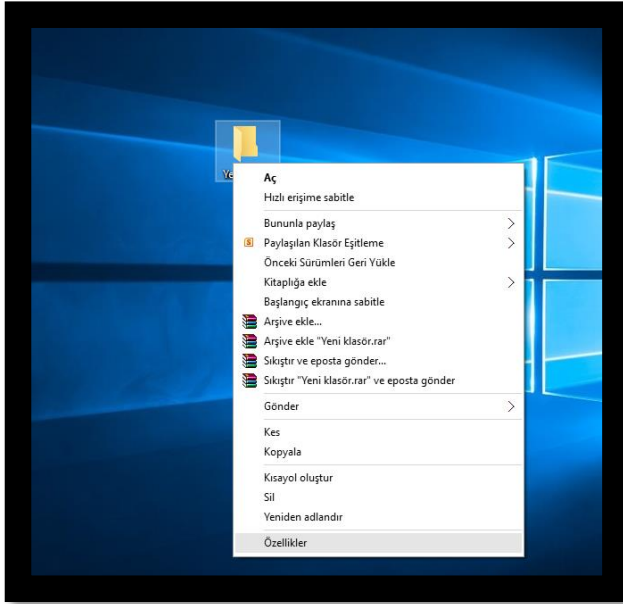 Ye
Aç
Hızlı erişime sabitle
Bununla paylaş
S Paylaşılan Klasör Eşitleme
Önceki Sürümleri Geri Yükle
Kitaplığa ekle
Başlangıç ekranına sabitle
Arşive ekle...
Arşive ekle "Yeni klasör.rar"
Sıkıştır ve eposta gönder...
Sıkıştır "Yeni klasör.rar" ve eposta gönder
Gönder
Kes
Kopyala
Kısayol oluştur
Sil
Yeniden adlandır
Özellikler